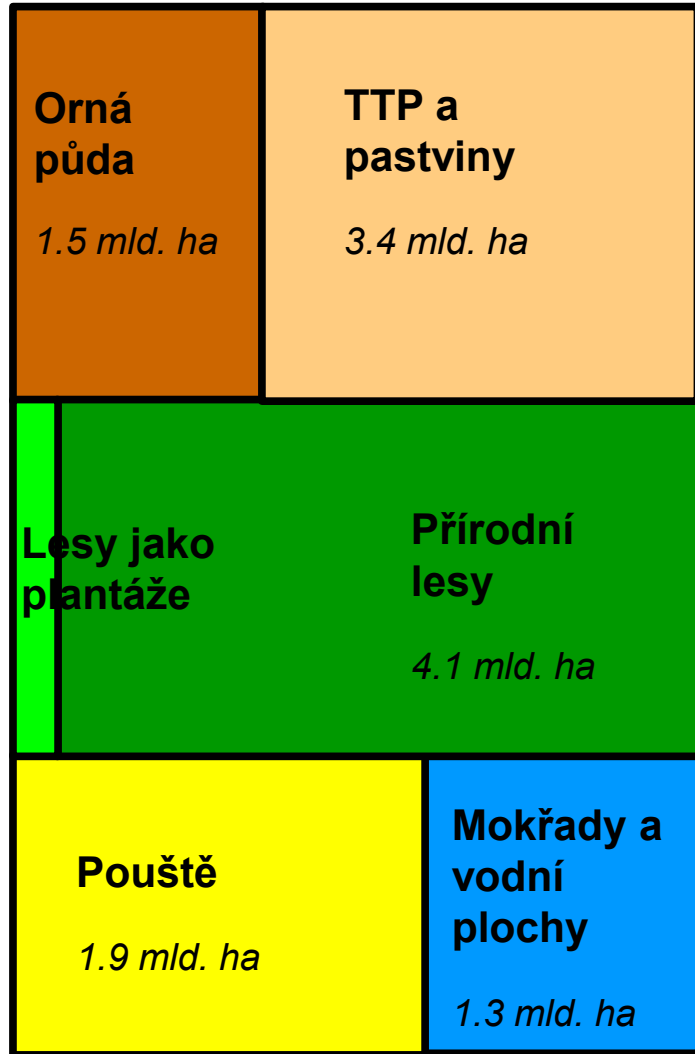 Orná
půda
1.5 mld. ha
TTP a
pastviny
3.4 mld. ha
Lesy jako
plantáže
Přírodní
lesy
4.1 mld. ha
Pouště
1.9 mld. ha
Mokřady a
vodní
plochy
1.3 mld. ha